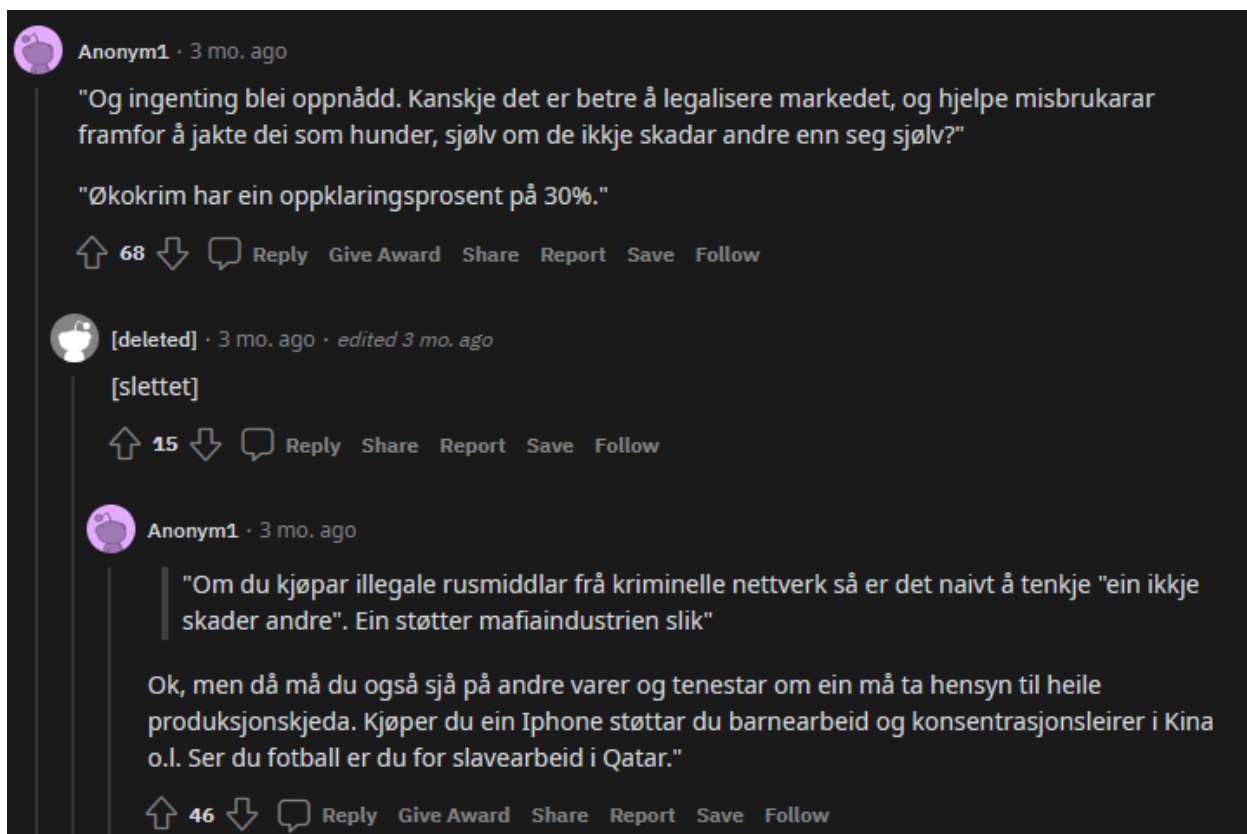 Anonym1 · 3 mo. ago
"Og ingenting blei oppnådd. Kanskje det er betre å legalisere markedet, og hjelpe misbrukarar
framfor å jakte dei som hunder, sjølv om de ikkje skadar andre enn seg sjølv?"
"Økokrim har ein oppklaringsprosent på 30%."
68 Reply Give Award Share Report Save Follow
[deleted] · 3 mo. ago · edited 3 mo. ago
[slettet]
15 Reply Share Report Save Follow
Anonym1 · 3 mo. ago
"Om du kjøpar illegale rusmiddlar frå kriminelle nettverk så er det naivt å tenkje "ein ikkje
skader andre". Ein støtter mafiaindustrien slik"
Ok, men då må du også sjå på andre varer og tenestar om ein må ta hensyn til heile
produksjonskjeda. Kjøper du ein Iphone støttar du barnearbeid og konsentrasjonsleirer i Kina
o.l. Ser du fotball er du for slavearbeid i Qatar."
46 Reply Give Award Share Report Save Follow